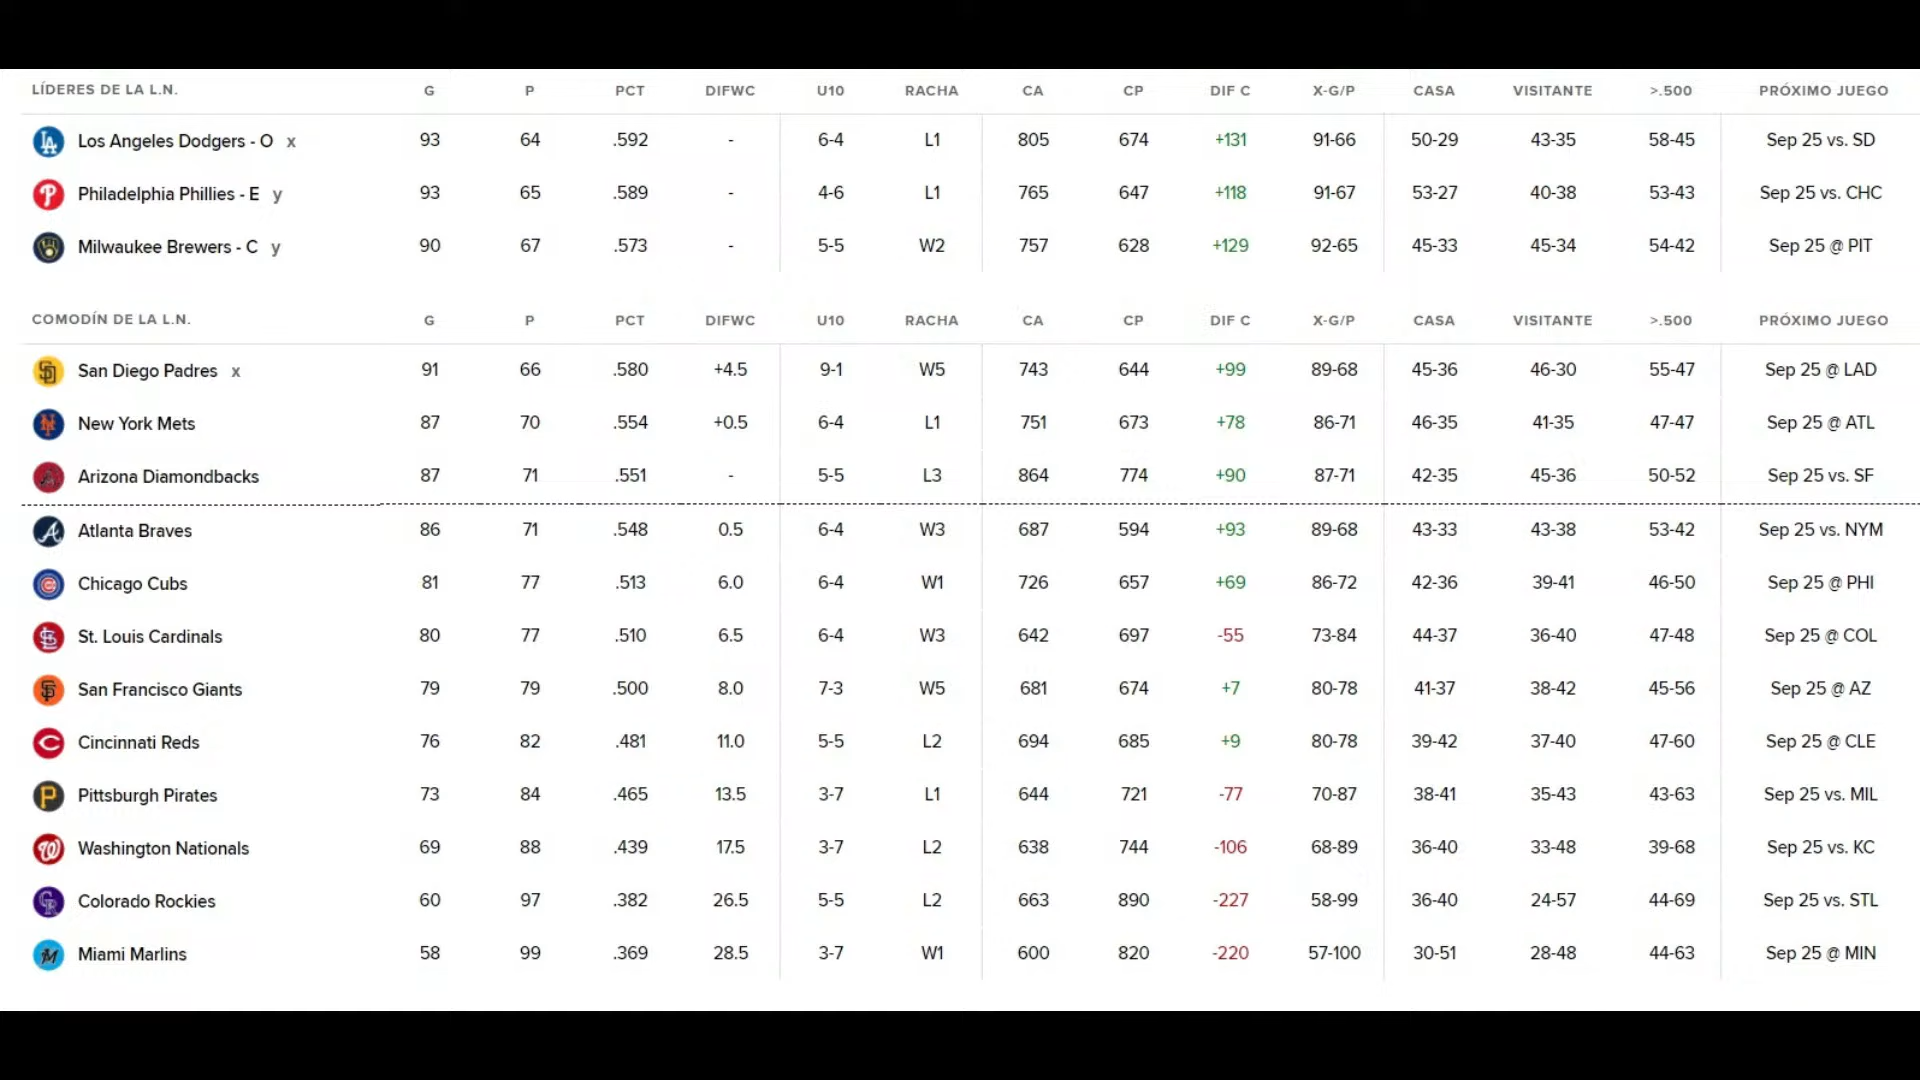 LÍDERES DE LA L.N. G P PCT DIFWC U10 RACHA CA CP DIF C X-G/P CASA VISITANTE >.500 PRÓXIMO JUEGO
Los Angeles Dodgers - O x 93 64 .592 - 6-4 L1 805 674 +131 91-66 50-29 43-35 58-45 Sep 25 vs. SD
Philadelphia Phillies - E y 93 65 .589 - 4-6 L1 765 647 +118 91-67 53-27 40-38 53-43 Sep 25 vs. CHC
Milwaukee Brewers - C y 90 67 .573 - 5-5 W2 757 628 +129 92-65 45-33 45-34 54-42 Sep 25 @ PIT
COMODÍN DE LA L.N. G P PCT DIFWC U10 RACHA CA CP DIF C X-G/P CASA VISITANTE >.500 PRÓXIMO JUEGO
San Diego Padres x 91 66 .580 +4.5 9-1 W5 743 644 +99 89-68 45-36 46-30 55-47 Sep 25 @ LAD
New York Mets 87 70 .554 +0.5 6-4 L1 751 673 +78 86-71 46-35 41-35 47-47 Sep 25 @ ATL
Arizona Diamondbacks 87 71 .551 - 5-5 L3 864 774 +90 87-71 42-35 45-36 50-52 Sep 25 vs. SF
Atlanta Braves 86 71 .548 0.5 6-4 W3 687 594 +93 89-68 43-33 43-38 53-42 Sep 25 vs. NYM
Chicago Cubs 81 77 .513 6.0 6-4 W1 726 657 +69 86-72 42-36 39-41 46-50 Sep 25 @ PHI
St. Louis Cardinals 80 77 .510 6.5 6-4 W3 642 697 -55 73-84 44-37 36-40 47-48 Sep 25 @ COL
San Francisco Giants 79 79 .500 8.0 7-3 W5 681 674 +7 80-78 41-37 38-42 45-56 Sep 25 @ AZ
Cincinnati Reds 76 82 .481 11.0 5-5 L2 694 685 +9 80-78 39-42 37-40 47-60 Sep 25 @ CLE
Pittsburgh Pirates 73 84 .465 13.5 3-7 L1 644 721 -77 70-87 38-41 35-43 43-63 Sep 25 vs. MIL
Washington Nationals 69 88 .439 17.5 3-7 L2 638 744 -106 68-89 36-40 33-48 39-68 Sep 25 vs. KC
Colorado Rockies 60 97 .382 26.5 5-5 L2 663 890 -227 58-99 36-40 24-57 44-69 Sep 25 vs. STL
Miami Marlins 58 99 .369 28.5 3-7 W1 600 820 -220 57-100 30-51 28-48 44-63 Sep 25 @ MIN